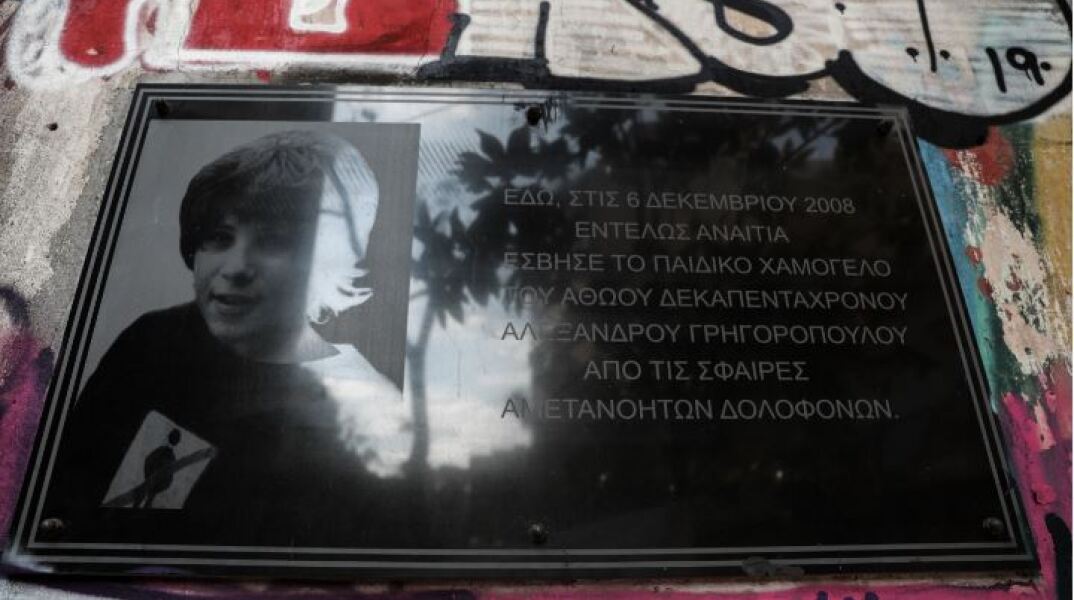 19
ΕΔΩ, ΣΤΙΣ 6 ΔΕΚΕΜΒΡΙΟΥ 2008
ΕΝΤΕΛΩΣ ΑΝΑΙΤΙΑ
ΕΣΒΗΣΕ ΤΟ ΠΑΙΔΙΚΟ ΧΑΜΟΓΕΛΟ
ΤΟΥ ΑΘΩΟΥ ΔΕΚΑΠΕΝΤΑΧΡΟΝΟΥ
ΑΛΕΞΑΝΔΡΟΥ ΓΡΗΓΟΡΟΠΟΥΛΟΥ
ΑΠΟ ΤΙΣ ΣΦΑΙΡΕΣ
ΑΜΕΤΑΝΟΗΤΩΝ ΔΟΛΟΦΟΝΩΝ.